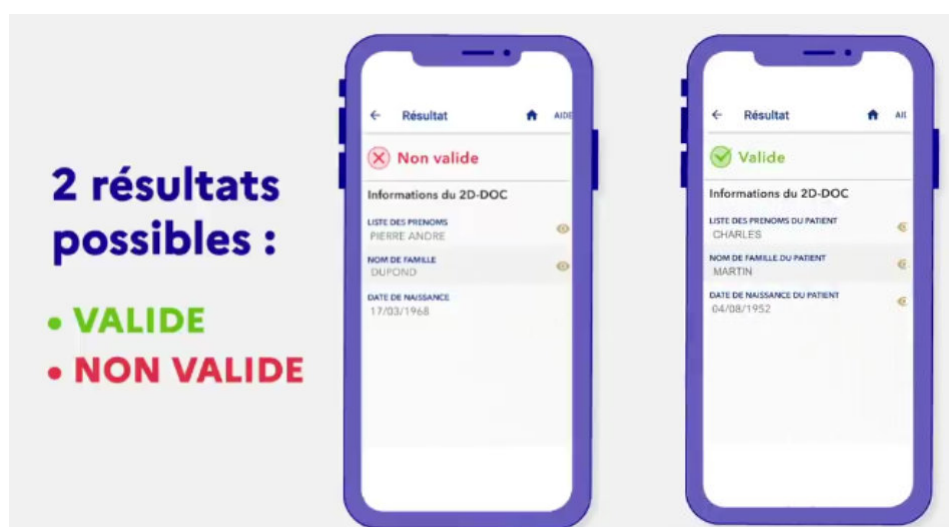 2 résultats
possibles :
• VALIDE
• NON VALIDE
← Résultat AIDE
Non valide
Informations du 2D-DOC
LISTE DES PRENOMS
PIERRE ANDRE
NOM DE FAMILLE
DUPOND
DATE DE NAISSANCE
17/03/1968
← Résultat AI
Valide
Informations du 2D-DOC
LISTE DES PRENOMS DU PATIENT
CHARLES
NOM DE FAMILLE DU PATIENT
MARTIN
DATE DE NAISSANCE DU PATIENT
04/08/1952